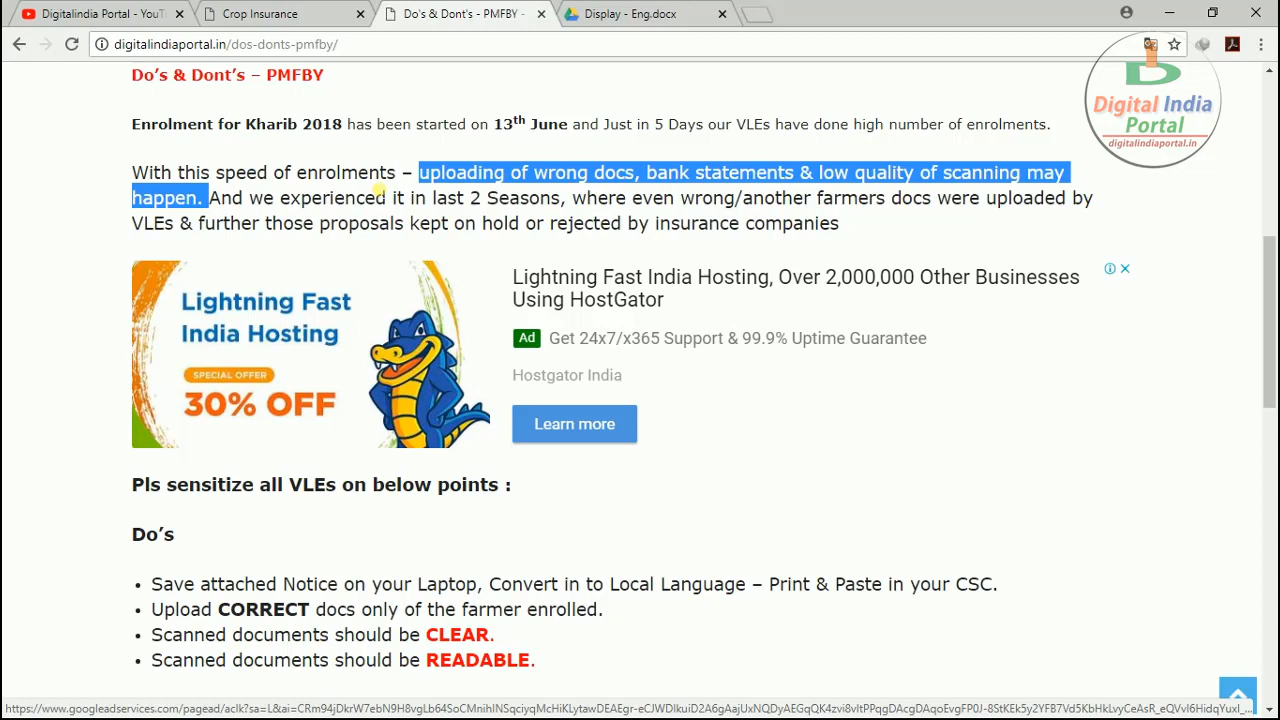 Digitalindia Portal - YouT
Crop Insurance
Do's & Dont's - PMFBY -
Display - Eng.docx
digitalindiaportal.in/dos-donts-pmfby/
Digital India
Portal
digitalindiaportal.in
Do's & Dont's – PMFBY
Enrolment for Kharib 2018 has been started on 13th June and Just in 5 Days our VLEs have done high number of enrolments.
With this speed of enrolments – uploading of wrong docs, bank statements & low quality of scanning may
happen. And we experienced it in last 2 Seasons, where even wrong/another farmers docs were uploaded by
VLEs & further those proposals kept on hold or rejected by insurance companies
Lightning Fast
India Hosting
SPECIAL OFFER
30% OFF
Lightning Fast India Hosting, Over 2,000,000 Other Businesses
Using HostGator
Ad Get 24x7/x365 Support & 99.9% Uptime Guarantee
Hostgator India
Learn more
Pls sensitize all VLEs on below points :
Do's
• Save attached Notice on your Laptop, Convert in to Local Language – Print & Paste in your CSC.
• Upload CORRECT docs only of the farmer enrolled.
• Scanned documents should be CLEAR.
• Scanned documents should be READABLE.